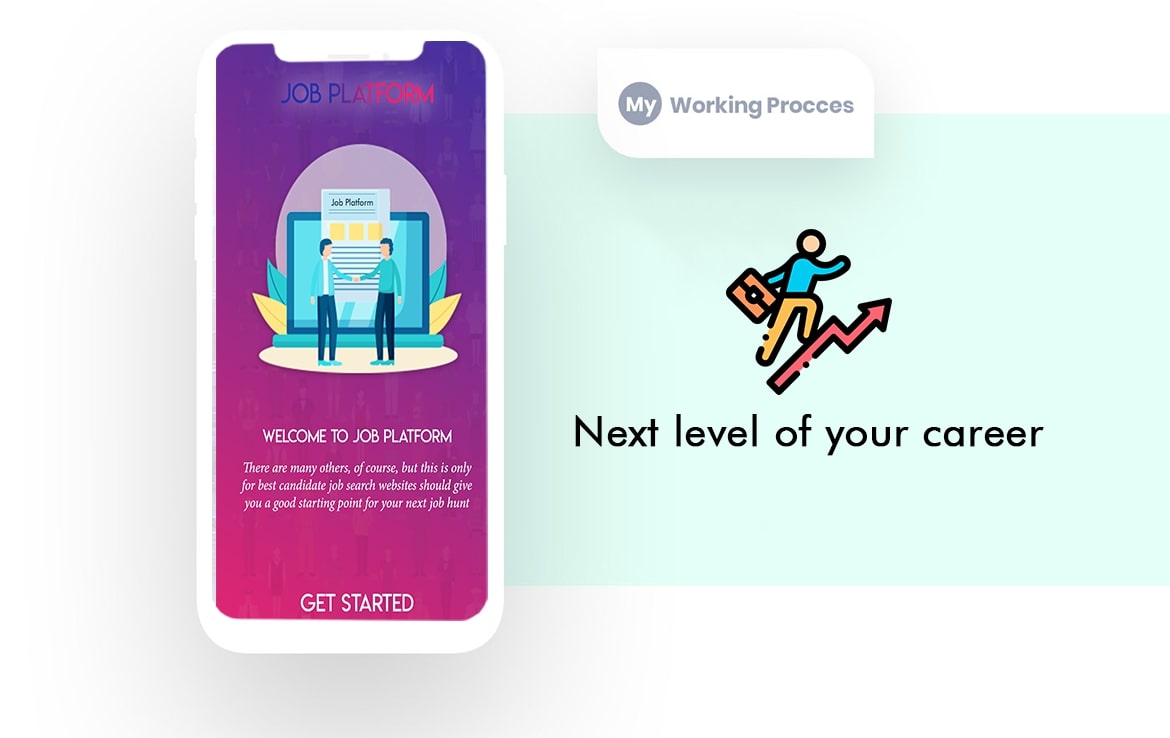 JOB PLATFORM
Job Platform
WELCOME TO JOB PLATFORM
There are many others, of course, but this is only
for best candidate job search websites should give
you a good starting point for your next job hunt
GET STARTED
My Working Procces
Next level of your career